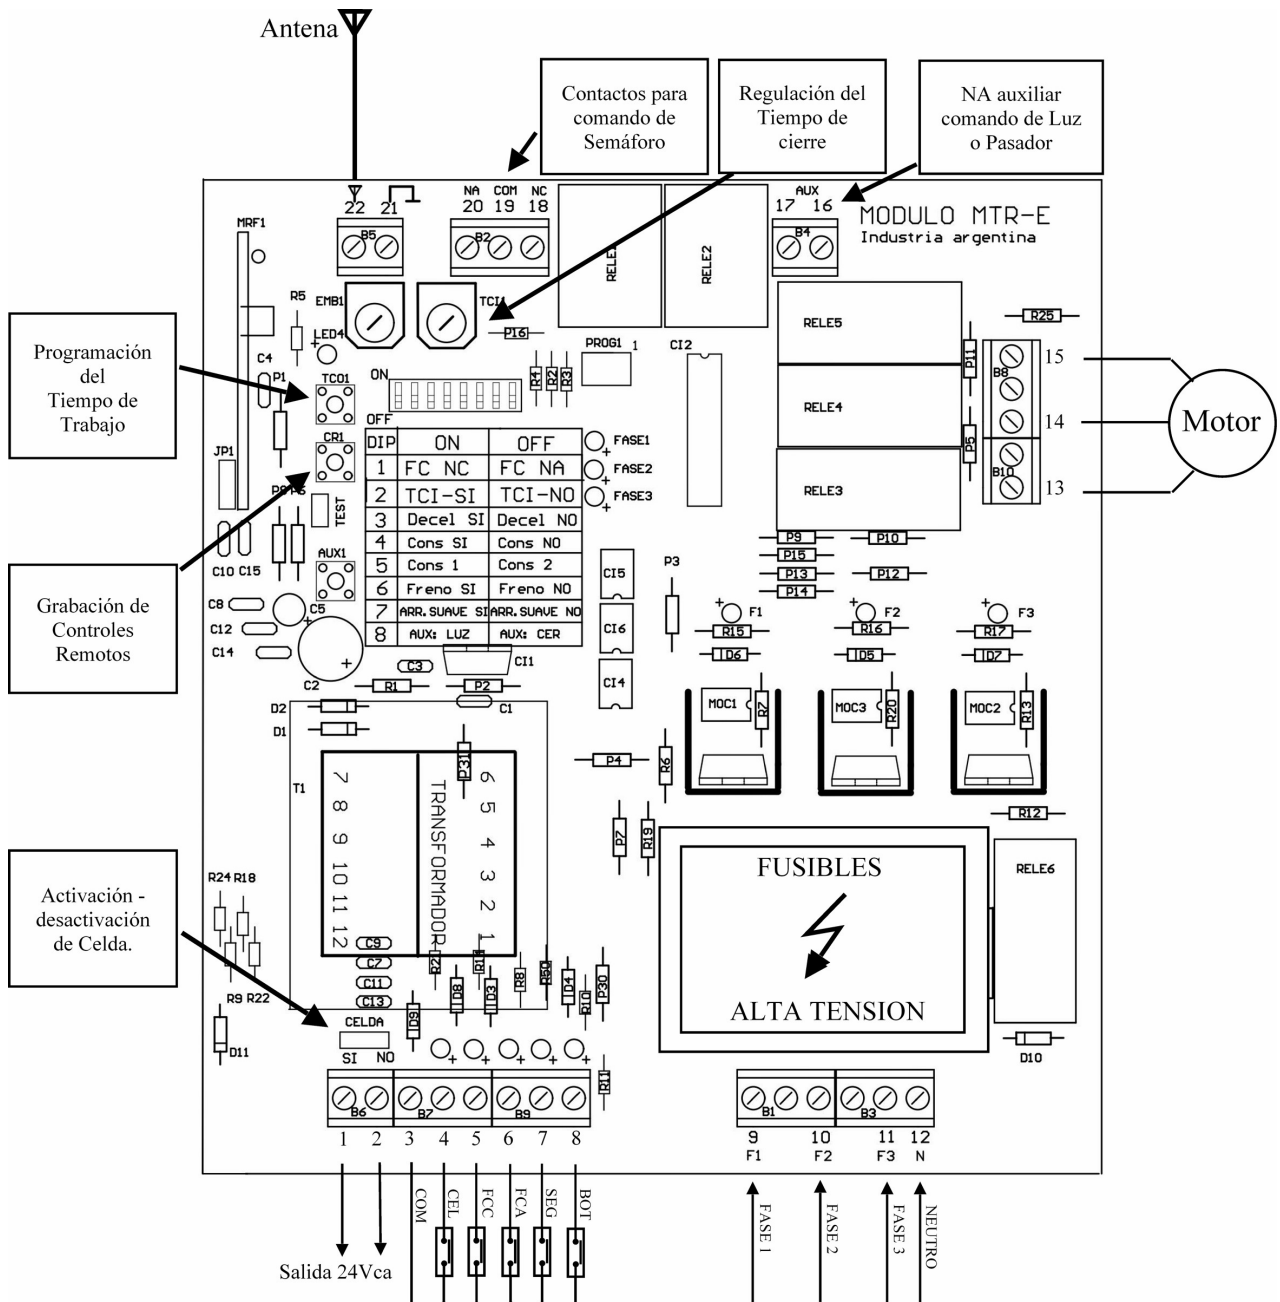 Antena
Contactos para
comando de
Semáforo
Regulación del
Tiempo de
cierre
NA auxiliar
comando de Luz
o Pasador
22 21
NA COM NC
20 19 18
AUX
17 16
MODULO MTR-E
Industria argentina
MRF1
B5
B2
B4
RELE2
EMB1
TCI1
R5
LED4
P16
RELE5
R25
Programación
del
Tiempo de
Trabajo
C4
P1
TCO1
ON
OFF
R4
R2
R3
PROG1 1
CI2
P11
15
B8
RELE4
14
Motor
P5
B10
RELE3
13
CR1
JP1
TEST
AUX1
DIP ON OFF
1 FC NC FC NA
2 TCI-SI TCI-NO
3 Decel SI Decel NO
4 Cons SI Cons NO
5 Cons 1 Cons 2
6 Freno SI Freno NO
7 ARR.SUAVE SI ARR.SUAVE NO
8 AUX: LUZ AUX: CER
FASE1
FASE2
FASE3
P9
P10
P15
P13
P12
P14
C10 C15
Grabación de
Controles
Remotos
C8
C5
C12
C14
C2
C3
CI1
R1
P2
C1
CI5
CI6
CI4
P3
F1
F2
F3
R15
R16
R17
D6
D5
D7
MOC1
R7
MOC3
R20
MOC2
R13
D2
D1
T1
P31
P4
R6
P7
R19
R12
7 8 9 10 11 12
TRANSFORMADOR
6 5 4 3 2 1
FUSIBLES
ALTA TENSION
RELE6
D10
Activación -
desactivación
de Celda.
R24
R18
R9
R22
D11
C9
C7
C11
C13
R8
R50
D4
P30
R10
D8
D3
D9
CELDA
SI NO
R11
B6
B7
B9
B1
B3
1 2 3 4 5 6 7 8
9 10 11 12
F1 F2 F3 N
COM
CEL
FCC
FCA
SEG
BOT
FASE 1
FASE 2
FASE 3
NEUTRO
Salida 24Vca